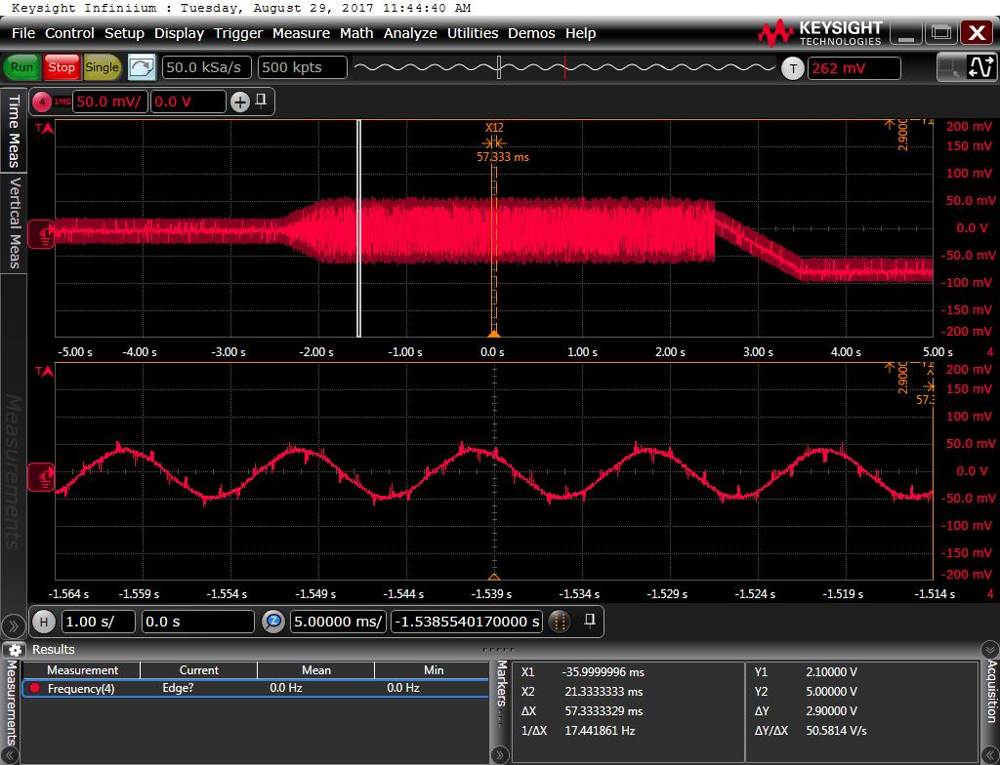 Keysight Infiniium : Tuesday, August 29, 2017 11:44:40 AM
File Control Setup Display Trigger Measure Math Analyze Utilities Demos Help
KEYSIGHT
TECHNOLOGIES
Run Stop Single 50.0 kSa/s 500 kpts T 262 mV
4 1MΩ 50.0 mV/ 0.0 V
Time Meas
Vertical Meas
Measurements
T
X12
57.333 ms
2.9000
Y1
200 mV
150 mV
100 mV
50.0 mV
0.0 V
-50.0 mV
-100 mV
-150 mV
-200 mV
-5.00 s -4.00 s -3.00 s -2.00 s -1.00 s 0.0 s 1.00 s 2.00 s 3.00 s 4.00 s 5.00 s 4
T
2.9000
57.3
200 mV
150 mV
100 mV
50.0 mV
0.0 V
-50.0 mV
-100 mV
-150 mV
-200 mV
-1.564 s -1.559 s -1.554 s -1.549 s -1.544 s -1.539 s -1.534 s -1.529 s -1.524 s -1.519 s -1.514 s 4
H 1.00 s/ 0.0 s Z 5.00000 ms/ -1.5385540170000 s
Results
Measurements
Measurement Current Mean Min
Frequency(4) Edge? 0.0 Hz 0.0 Hz
Markers
X1 -35.9999996 ms Y1 2.10000 V
X2 21.3333333 ms Y2 5.00000 V
ΔX 57.3333329 ms ΔY 2.90000 V
1/ΔX 17.441861 Hz ΔY/ΔX 50.5814 V/s
Acquisition